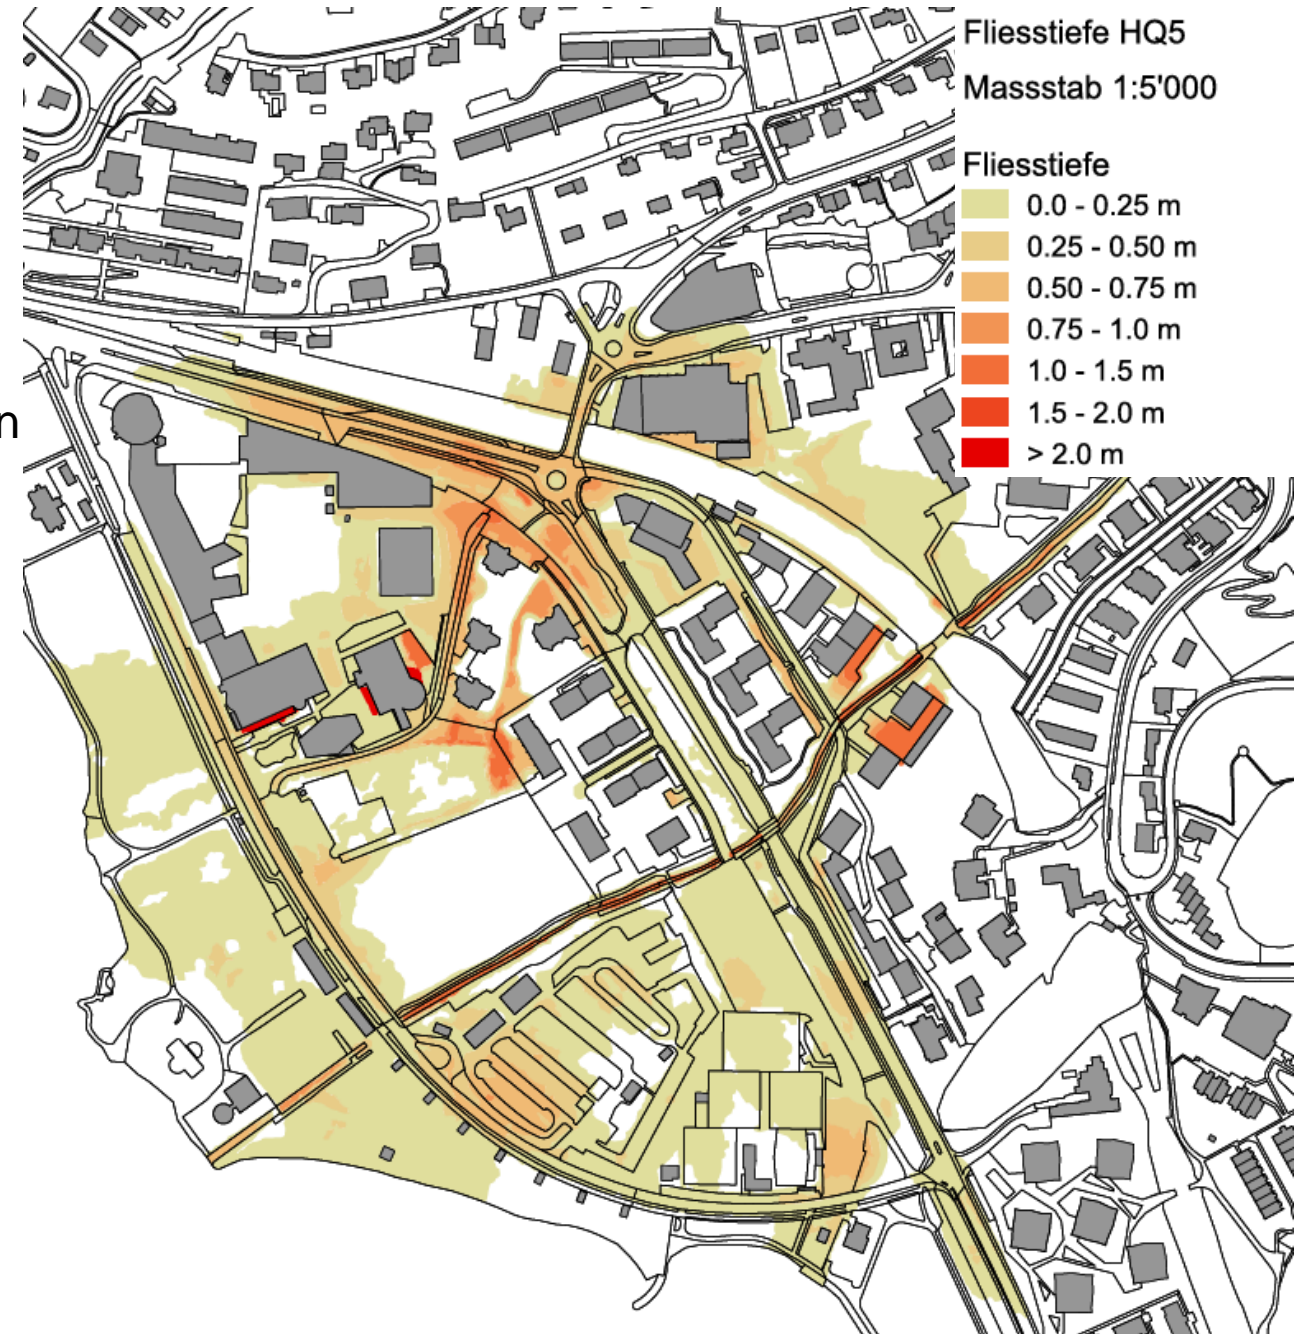 Fliesstiefe HQ5
Massstab 1:5'000
Fliesstiefe
0.0 - 0.25 m
0.25 - 0.50 m
0.50 - 0.75 m
0.75 - 1.0 m
1.0 - 1.5 m
1.5 - 2.0 m
> 2.0 m
n